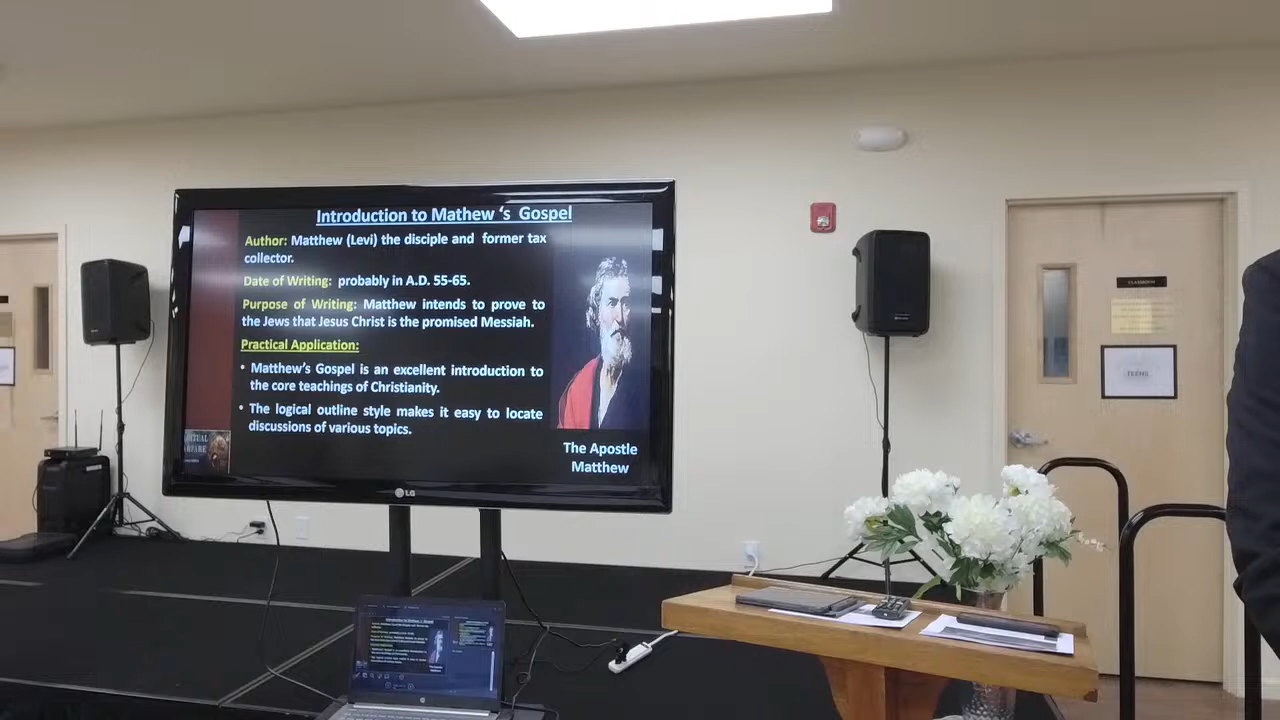 Introduction to Mathew ‘s Gospel
Author: Matthew (Levi) the disciple and former tax
collector.
Date of Writing: probably in A.D. 55-65.
Purpose of Writing: Matthew intends to prove to
the Jews that Jesus Christ is the promised Messiah.
Practical Application:
• Matthew’s Gospel is an excellent introduction to
the core teachings of Christianity.
• The logical outline style makes it easy to locate
discussions of various topics.
The Apostle
Matthew
LG
CLASSROOM
TEENS